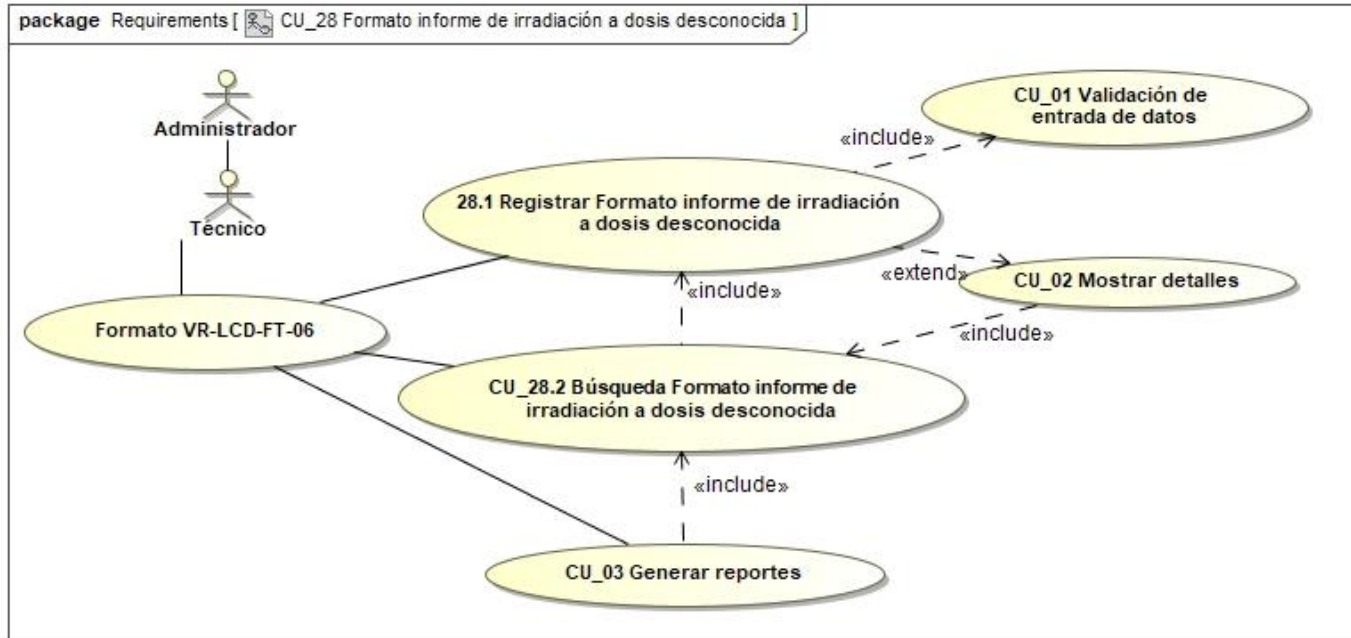 package Requirements [ CU_28 Formato informe de irradiación a dosis desconocida ]
Administrador
Técnico
CU_01 Validación de
entrada de datos
«include»
28.1 Registrar Formato informe de irradiación
a dosis desconocida
«extend»
CU_02 Mostrar detalles
«include»
Formato VR-LCD-FT-06
«include»
CU_28.2 Búsqueda Formato informe de
irradiación a dosis desconocida
«include»
CU_03 Generar reportes